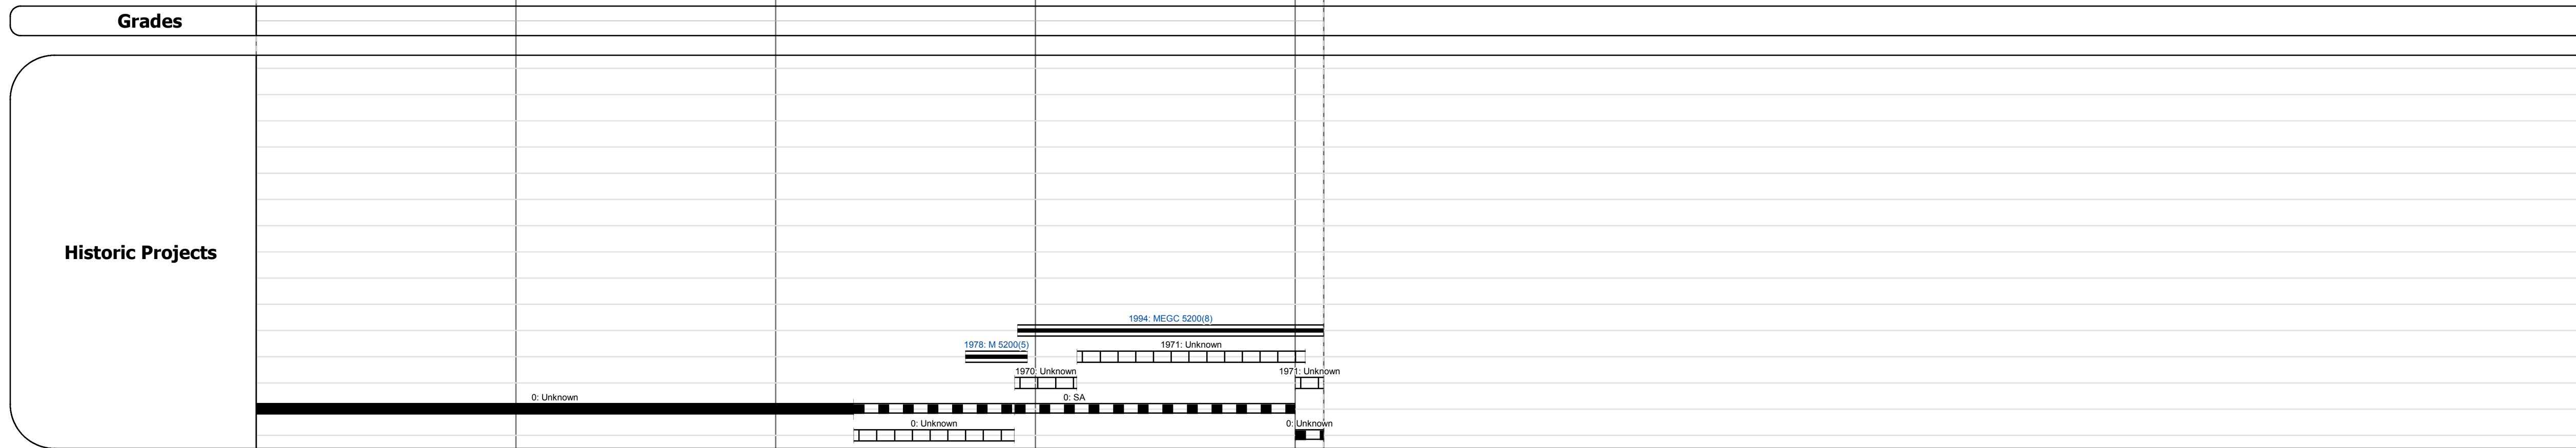 Grades
Historic Projects
1994: MEGC 5200(8)
1978: M 5200(5)
1971: Unknown
1970: Unknown
1971: Unknown
0: Unknown
0: SA
0: Unknown
0: Unknown